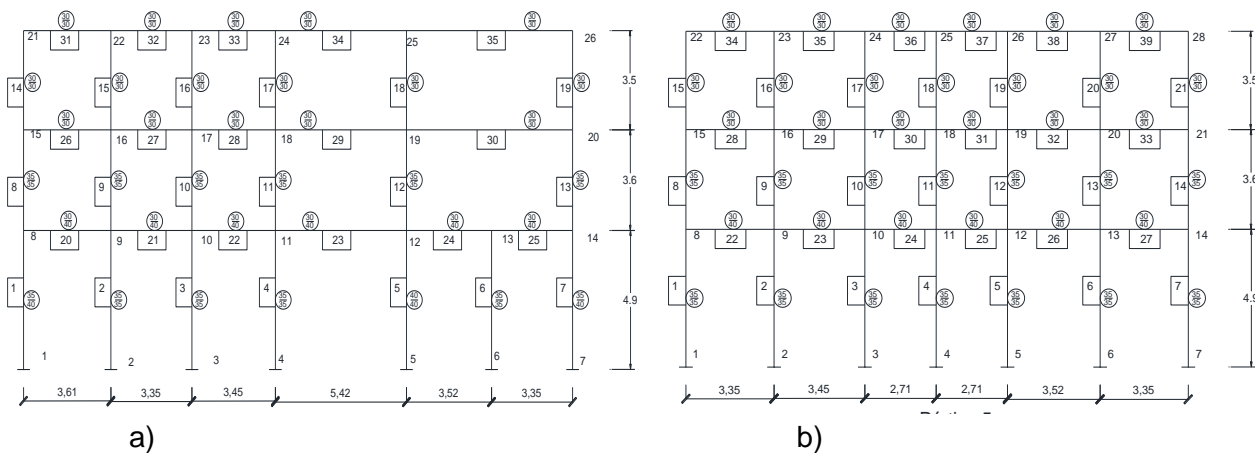 30/30 30/30 30/30 30/30 30/30
21 31 22 32 23 33 24 34 25 35 26
14 30/30 15 30/30 16 30/30 17 30/30 18 30/30 19 30/30 3.5
30/30 30/30 30/30 30/30 30/30
15 26 16 27 17 28 18 29 19 30 20
8 35/35 9 35/35 10 35/35 11 35/35 12 35/35 13 35/35 3.6
30/40 30/40 30/40 30/40 30/40 30/40
8 20 9 21 10 22 11 23 12 24 13 25 14
1 35/40 2 35/35 3 35/35 4 35/35 5 40/40 6 35/35 7 35/40 4.9
1 2 3 4 5 6 7
3,61 3,35 3,45 5,42 3,52 3,35
a)
30/30 30/30 30/30 30/30 30/30 30/30
22 34 23 35 24 36 25 37 26 38 27 39 28
15 30/30 16 30/30 17 30/30 18 30/30 19 30/30 20 30/30 21 30/30 3.5
30/30 30/30 30/30 30/30 30/30 30/30
15 28 16 29 17 30 18 31 19 32 20 33 21
8 35/35 9 35/35 10 35/35 11 35/35 12 35/35 13 35/35 14 35/35 3.6
30/40 30/40 30/40 30/40 30/40 30/40
8 22 9 23 10 24 11 25 12 26 13 27 14
1 35/35 2 35/35 3 35/35 4 35/35 5 35/35 6 35/35 7 35/35 4.9
1 2 3 4 5 6 7
3,35 3,45 2,71 2,71 3,52 3,35
b)